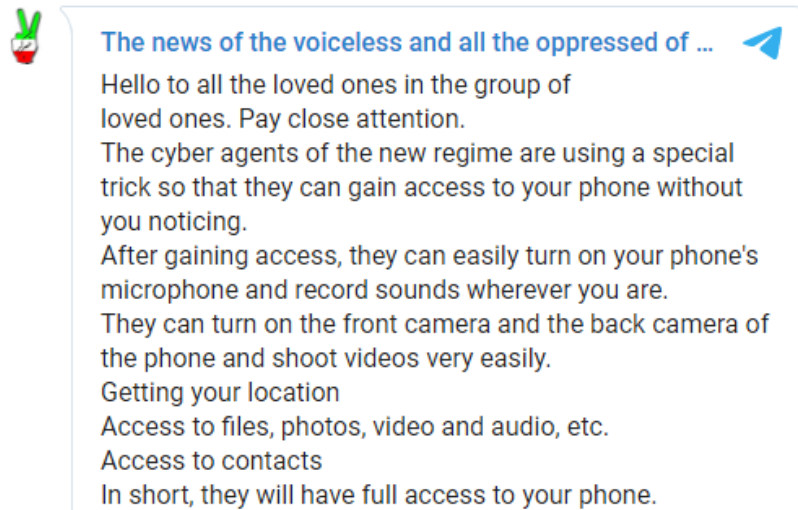 The news of the voiceless and all the oppressed of ...
Hello to all the loved ones in the group of
loved ones. Pay close attention.
The cyber agents of the new regime are using a special
trick so that they can gain access to your phone without
you noticing.
After gaining access, they can easily turn on your phone's
microphone and record sounds wherever you are.
They can turn on the front camera and the back camera of
the phone and shoot videos very easily.
Getting your location
Access to files, photos, video and audio, etc.
Access to contacts
In short, they will have full access to your phone.